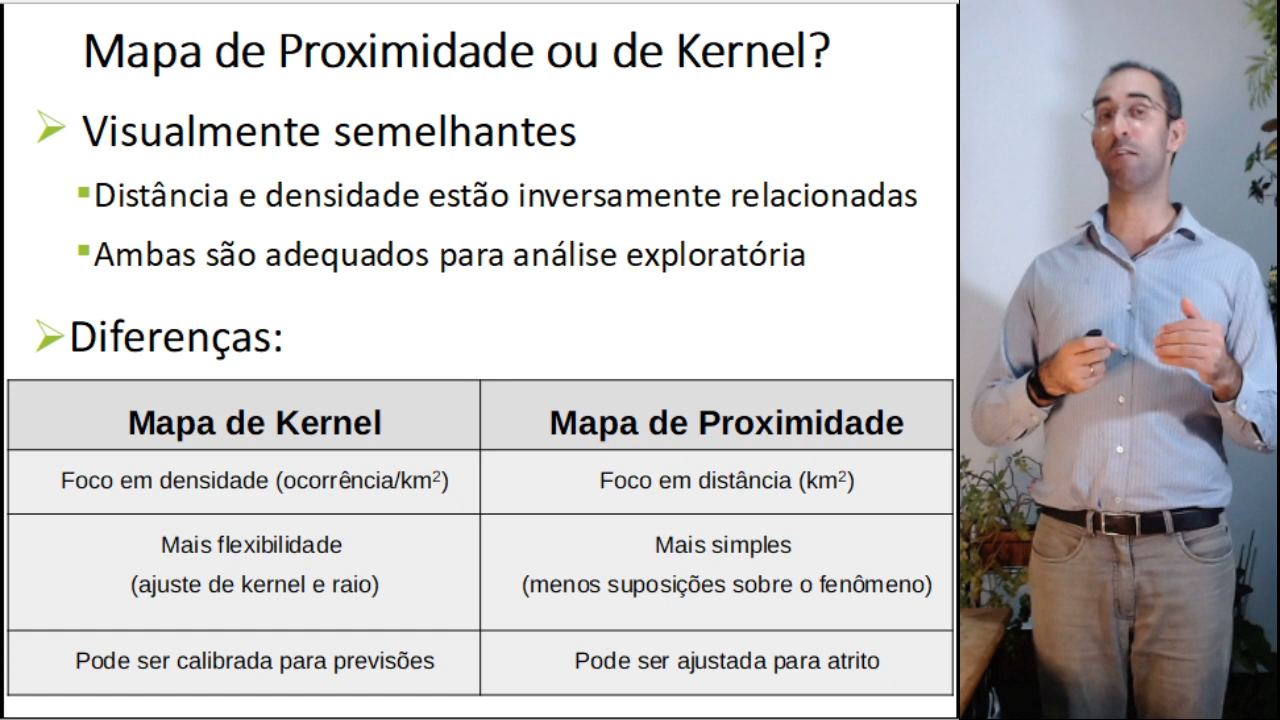 Mapa de Proximidade ou de Kernel?
Visualmente semelhantes
Distância e densidade estão inversamente relacionadas
Ambas são adequados para análise exploratória
Diferenças:
Mapa de Kernel
Mapa de Proximidade
Foco em densidade (ocorrência/km²)
Foco em distância (km²)
Mais flexibilidade
(ajuste de kernel e raio)
Mais simples
(menos suposições sobre o fenômeno)
Pode ser calibrada para previsões
Pode ser ajustada para atrito